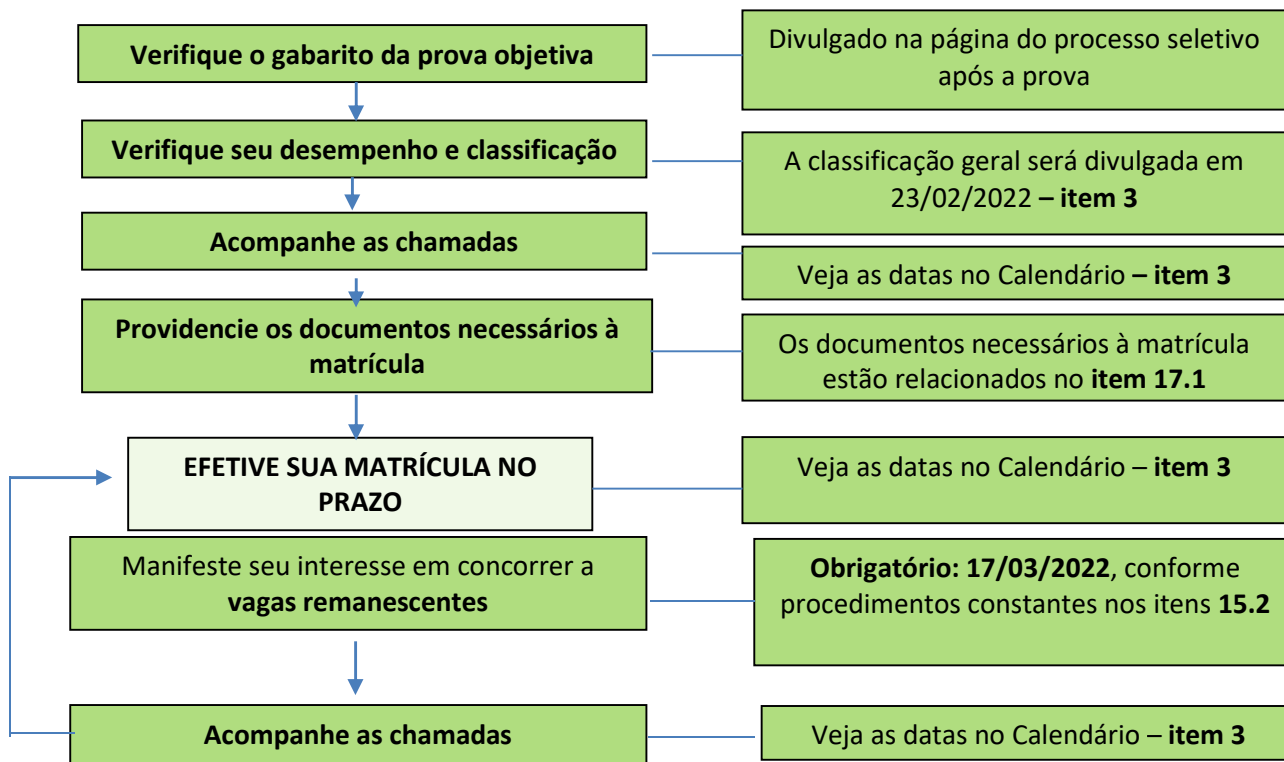 Verifique o gabarito da prova objetiva
Divulgado na página do processo seletivo
após a prova
Verifique seu desempenho e classificação
A classificação geral será divulgada em
23/02/2022 – item 3
Acompanhe as chamadas
Veja as datas no Calendário – item 3
Providencie os documentos necessários à
matrícula
Os documentos necessários à matrícula
estão relacionados no item 17.1
EFETIVE SUA MATRÍCULA NO
PRAZO
Veja as datas no Calendário – item 3
Manifeste seu interesse em concorrer a
vagas remanescentes
Obrigatório: 17/03/2022, conforme
procedimentos constantes nos itens 15.2
Acompanhe as chamadas
Veja as datas no Calendário – item 3